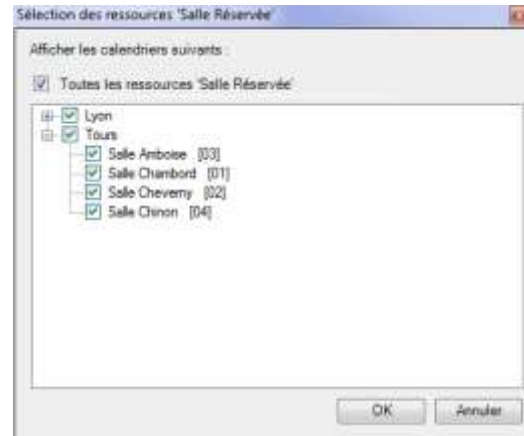 Sélection des ressources 'Salle Réservée'
Afficher les calendriers suivants :
Toutes les ressources 'Salle Réservée'
Lyon
Tours
Salle Amboise [03]
Salle Chambord [01]
Salle Cheverny [02]
Salle Chinon [04]
OK Annuler